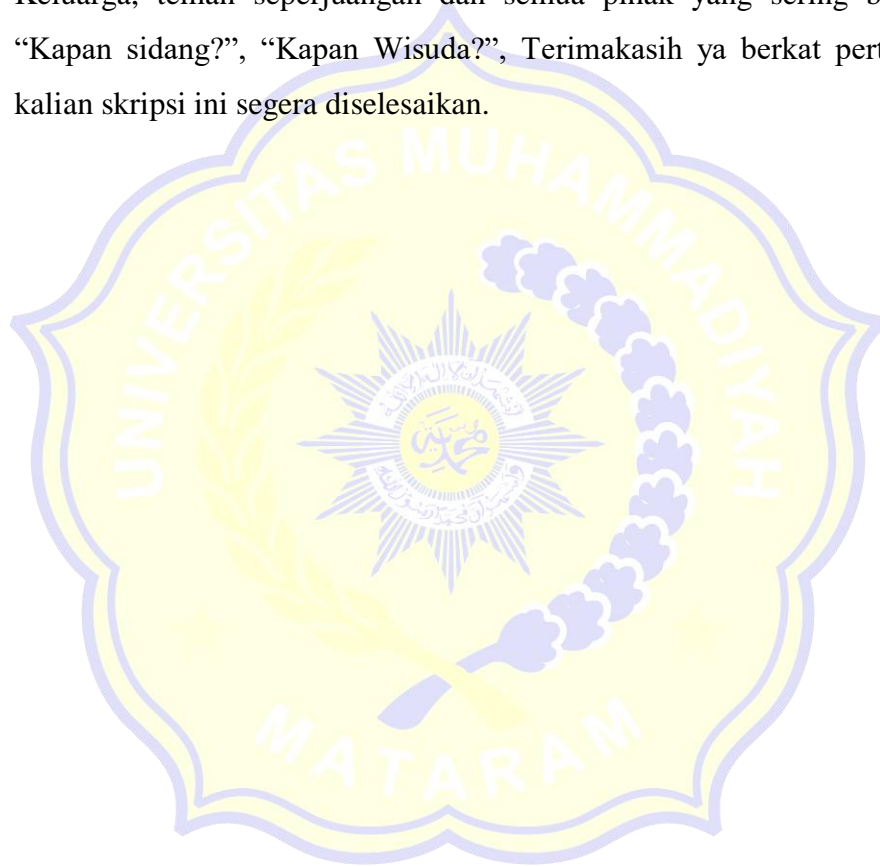 Keluarga, teman seperjuangan dan semua pihak yang sering b
“Kapan sidang?”, “Kapan Wisuda?”, Terimakasih ya berkat pert
kalian skripsi ini segera diselesaikan.
UNIVERSITAS MUHAMMADIYAH
MATARAM